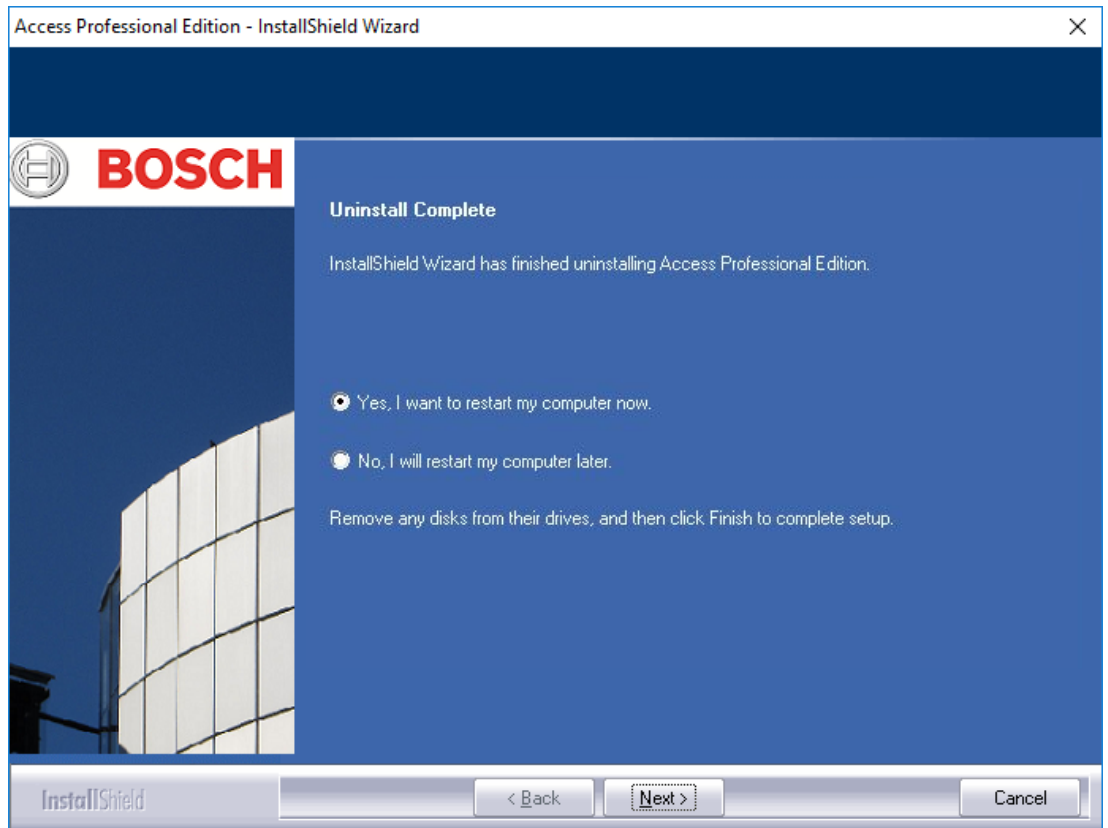 Access Professional Edition - InstallShield Wizard
BOSCH
Uninstall Complete
InstallShield Wizard has finished uninstalling Access Professional Edition.
Yes, I want to restart my computer now.
No, I will restart my computer later.
Remove any disks from their drives, and then click Finish to complete setup.
InstallShield
< Back
Next >
Cancel